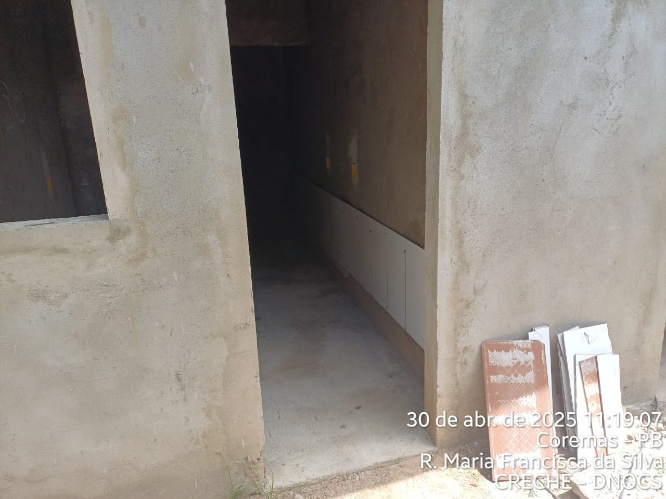 30 de abr. de 2025 11:19:07
Coremas - PB
R. Maria Francisca da Silva
CRECHE - DNOCS